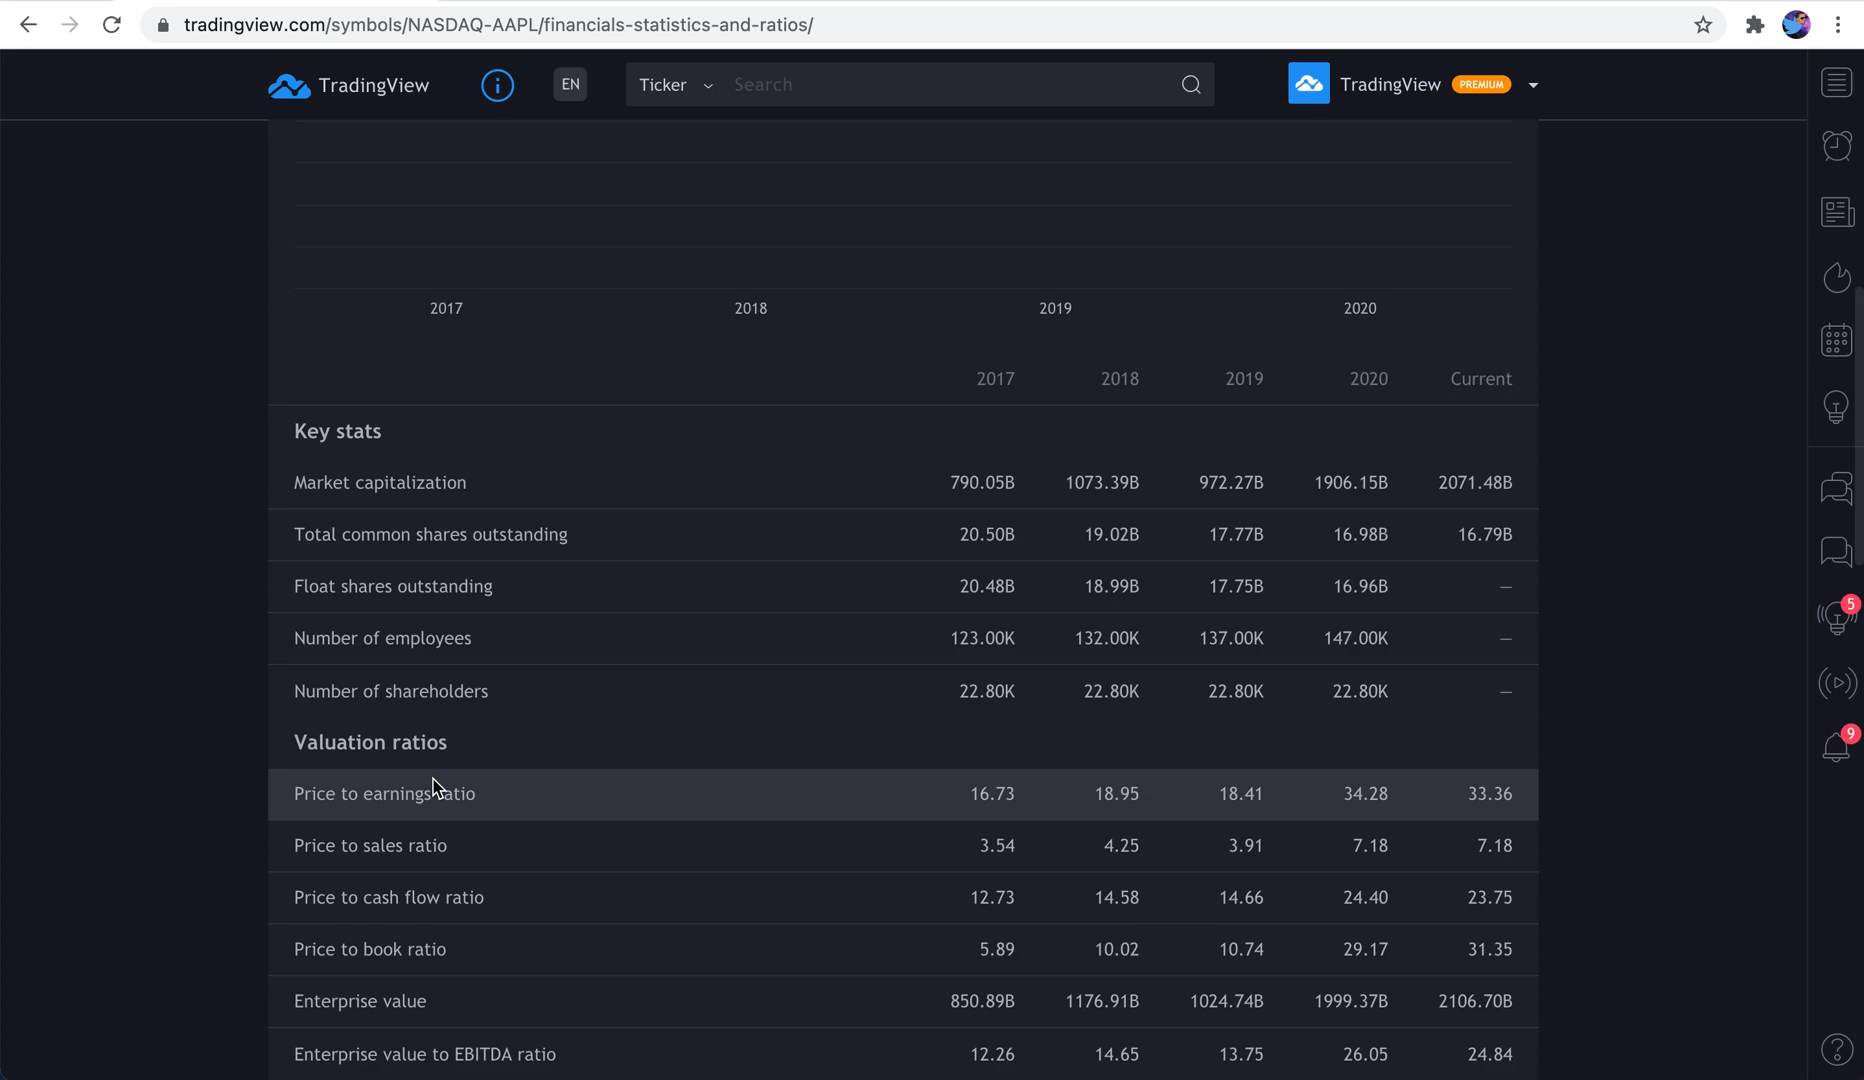 tradingview.com/symbols/NASDAQ-AAPL/financials-statistics-and-ratios/
TradingView EN Ticker Search TradingView PREMIUM
2017 2018 2019 2020
2017 2018 2019 2020 Current
Key stats
Market capitalization 790.05B 1073.39B 972.27B 1906.15B 2071.48B
Total common shares outstanding 20.50B 19.02B 17.77B 16.98B 16.79B
Float shares outstanding 20.48B 18.99B 17.75B 16.96B —
5
Number of employees 123.00K 132.00K 137.00K 147.00K —
Number of shareholders 22.80K 22.80K 22.80K 22.80K —
9
Valuation ratios
Price to earnings ratio 16.73 18.95 18.41 34.28 33.36
Price to sales ratio 3.54 4.25 3.91 7.18 7.18
Price to cash flow ratio 12.73 14.58 14.66 24.40 23.75
Price to book ratio 5.89 10.02 10.74 29.17 31.35
Enterprise value 850.89B 1176.91B 1024.74B 1999.37B 2106.70B
Enterprise value to EBITDA ratio 12.26 14.65 13.75 26.05 24.84